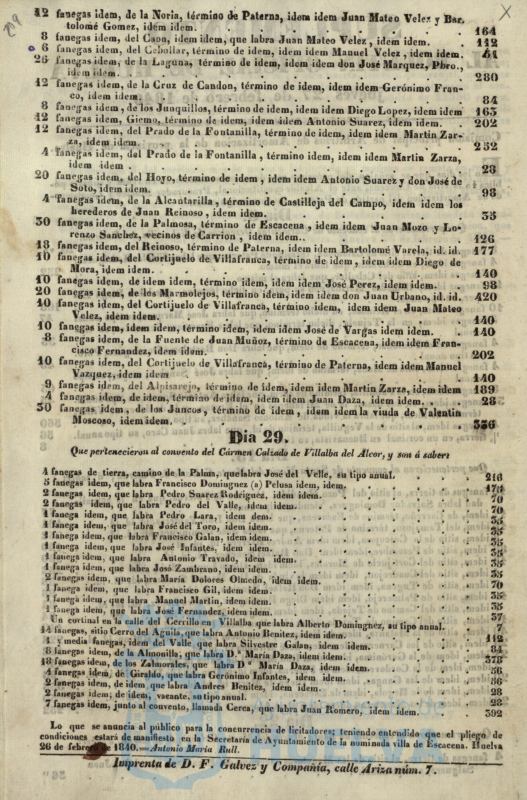 12 fanegas idem, de la Noria, término de Paterna, idem idem Juan Mateo Velez y Bar
tolomé Gomez, idem idem. 164
8 fanegas idem, del Capa, idem idem, que labra Juan Mateo Velez, idem idem. 112
6 fanegas idem, del Cebollar, término de idem, idem idem Manuel Velez, idem idem.
26 fanegas idem, de la Laguna, término de idem, idem idem don José Marquez, Pbro.,
idem idem. 280
12 fanegas idem, de la Cruz de Candon, término de idem, idem idem Gerónimo Fran-
co, idem idem. 84
8 fanegas idem, de los Junquillos, término de idem, idem idem Diego Lopez, idem idem 163
12 fanegas idem, Giemo, término de idem, idem idem Antonio Suarez, idem idem. 202
12 fanegas idem, del Prado de la Fontanilla, término de idem, idem idem Martin Zar-
za, idem idem. 252
4 fanegas idem, del Prado de la Fontanilla, término de idem, idem idem Martin Zarza,
idem idem. 28
20 fanegas idem, del Hoyo, término de idem, idem idem Antonio Suarez y don José de
Soto, idem idem. 98
4 fanegas idem, de la Alcantarilla, término de Castilleja del Campo, idem idem los
herederos de Juan Reinoso, idem idem. 35
30 fanegas idem, de la Palmosa, término de Escacena, idem idem Juan Mozo y Lo-
renzo Sanchez, vecinos de Carrion, idem idem.. 126
18 fanegas idem, del Reinoso, término de Paterna, idem idem Bartolomé Varela, id. id. 177
10 fanegas idem, del Cortijuelo de Villafranca, término de idem, idem idem Diego de
Mora, idem idem. 140
10 fanegas idem, de idem idem, término de idem, idem idem José Perez, idem idem. 98
20 fanegas idem, de los Marmolejos, término de idem, idem idem don Juan Urbano, id. id. 420
10 fanegas idem, del Cortijuelo de Villafranca, término de idem, idem idem Juan Mateo
Velez, idem idem. 140
10 fanegas idem, idem idem, término idem, idem idem José de Vargas idem idem. 140
8 fanegas idem, de la Fuente de Juan Muñoz, término de Escacena, idem idem Fran-
cisco Fernandez, idem idem. 202
10 fanegas idem, del Cortijuelo de Villafranca, término de Paterna, idem idem Manuel
Vazquez, idem idem 140
9 fanegas idem, del Alpisarejo, término de idem, idem idem Martin Zarza, idem idem 189
4 fanegas idem, de idem, término de idem, idem idem Juan Daza, idem idem. 28
30 fanegas idem, de los Juncos, término de idem, idem idem la viuda de Valentin
Moscoso, idem idem. 336
Dia 29.
Que pertenecieron al convento del Cármen Calzado de Villalba del Alcor, y son á saber:
4 fanegas de tierra, camino de la Palma, que labra José del Velle, su tipo anual. 216
5 fanegas idem, que labra Francisco Dominguez (a) Pelusa idem, idem. 174
2 fanegas idem, que labra Pedro Suarez Rodriguez, idem idem. 70
2 fanegas idem, que labra Pedro del Valle, idem idem. 70
1 fanega idem, que labra Pedro Lara, idem idem. 35
1 fanega idem, que labra José del Toro, idem idem. 35
1 fanega idem, que labra Francisco Galan, idem idem. 35
1 fanega idem, que labra José Infantes, idem idem. 35
1 fanega idem, que labra Antonio Travado, idem idem. 35
1 fanega idem, que labra José Zambrano, idem idem. 35
2 fanegas idem, que labra María Dolores Olmedo, idem idem. 70
1 fanega idem, que labra Francisco Gil, idem idem. 35
1 fanega idem, que labra Manuel Martin, idem idem. 35
1 fanega idem, que labra José Fernandez, idem idem. 37
Un cortinal en la calle del Cerrillo en Villalba que labra Alberto Dominguez, su tipo anual. 7
14 fanegas, sitio Cerro del Aguila, que labra Antonio Benitez, idem idem. 112
y media fanegas, idem del Valle que labra Silvestre Galan, idem idem. 84
8 fanegas idem, de la Almonilla, que labra D.ª María Daza, idem idem. 378
18 fanegas idem, de los Zalmorales, que labra D.ª María Daza, idem idem.
4 fanegas idem, de Giraldo, que labra Gerónimo Infantes, idem idem. 56
2 fanegas idem, de idem que labra Andres Benitez, idem idem. 28
2 fanegas idem, de idem, vacante, su tipo anual. 28
7 fanegas idem, junto al convento, llamada Cerca, que labra Juan Romero, idem idem. 392
Lo que se anuncia al público para la concurrencia de licitadores; teniendo entendido que el pliego de
condiciones estará de manifiesto en la Secretaría de Ayuntamiento de la nominada villa de Escacena. Huelva
26 de febrero de 1840.—Antonio Maria Rull.
Imprenta de D. F. Galvez y Compañía, calle Ariza núm. 7.